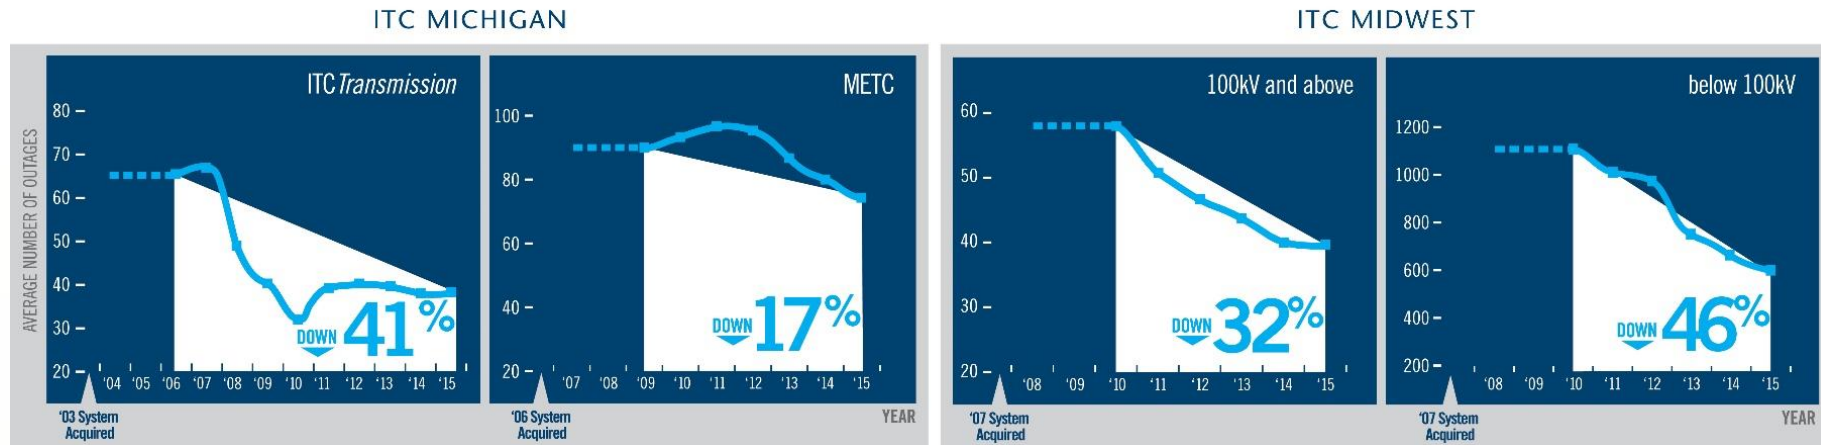 ITC MICHIGAN
ITC MIDWEST
AVERAGE NUMBER OF OUTAGES
ITCTransmission
80
70
60
50
40
30
20
DOWN 41%
'04 '05 '06 '07 '08 '09 '10 '11 '12 '13 '14 '15
'03 System
Acquired
METC
100
80
60
40
20
DOWN 17%
'07 '08 '09 '10 '11 '12 '13 '14 '15
'06 System
Acquired
YEAR
100kV and above
60
50
40
30
20
DOWN 32%
'08 '09 '10 '11 '12 '13 '14 '15
'07 System
Acquired
below 100kV
1200
1000
800
600
400
200
DOWN 46%
'08 '09 '10 '11 '12 '13 '14 '15
'07 System
Acquired
YEAR